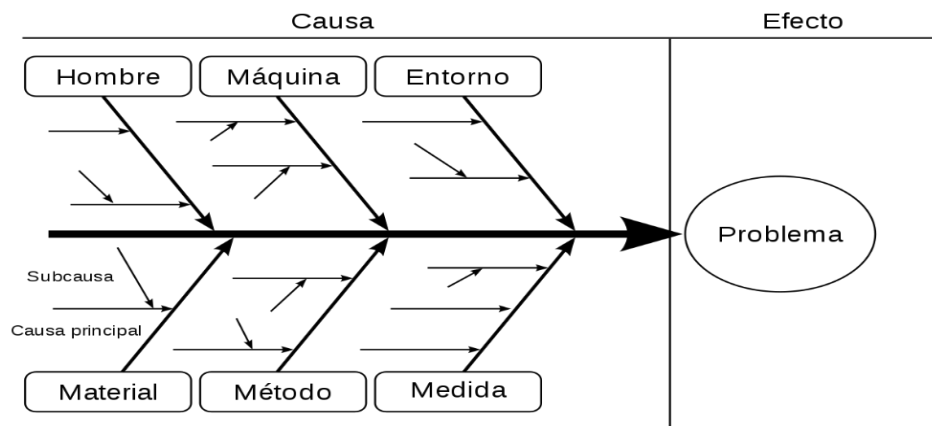 Causa
Efecto
Hombre
Máquina
Entorno
Problema
Subcausa
Causa principal
Material
Método
Medida